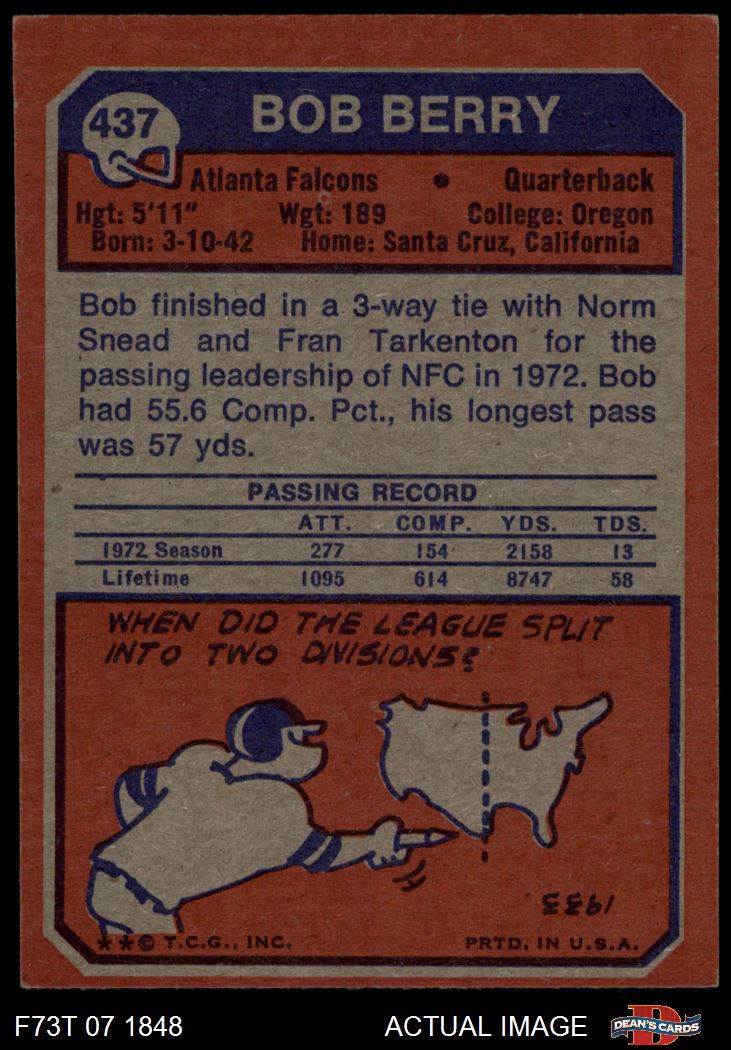 437 BOB BERRY
Atlanta Falcons • Quarterback
Hgt: 5'11" Wgt: 189 College: Oregon
Born: 3-10-42 Home: Santa Cruz, California
Bob finished in a 3-way tie with Norm
Snead and Fran Tarkenton for the
passing leadership of NFC in 1972. Bob
had 55.6 Comp. Pct., his longest pass
was 57 yds.
PASSING RECORD
ATT. COMP. YDS. TDS.
1972 Season 277 154 2158 13
Lifetime 1095 614 8747 58
WHEN DID THE LEAGUE SPLIT
INTO TWO DIVISIONS?
1933
**© T.C.G., INC. PRTD. IN U.S.A.
F73T 07 1848 ACTUAL IMAGE D DEAN'S CARDS